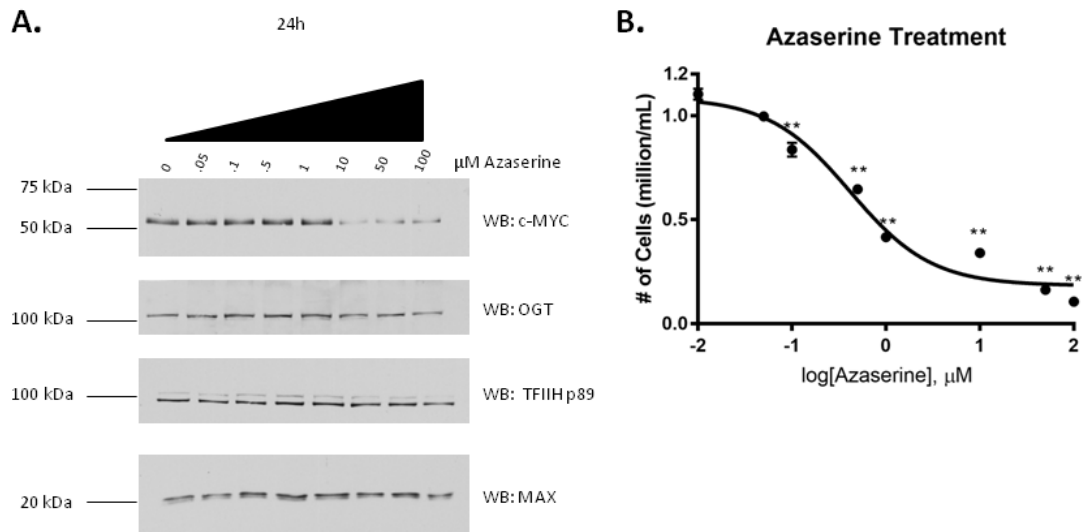 A.
24h
0 .05 .1 .5 1 10 50 100 μM Azaserine
75 kDa
50 kDa
WB: c-MYC
100 kDa
WB: OGT
100 kDa
WB: TFIIH p89
20 kDa
WB: MAX
B.
Azaserine Treatment
# of Cells (million/mL)
1.2
1.0
0.5
0.0
**
**
**
**
**
**
-2 -1 0 1 2
log[Azaserine], μM